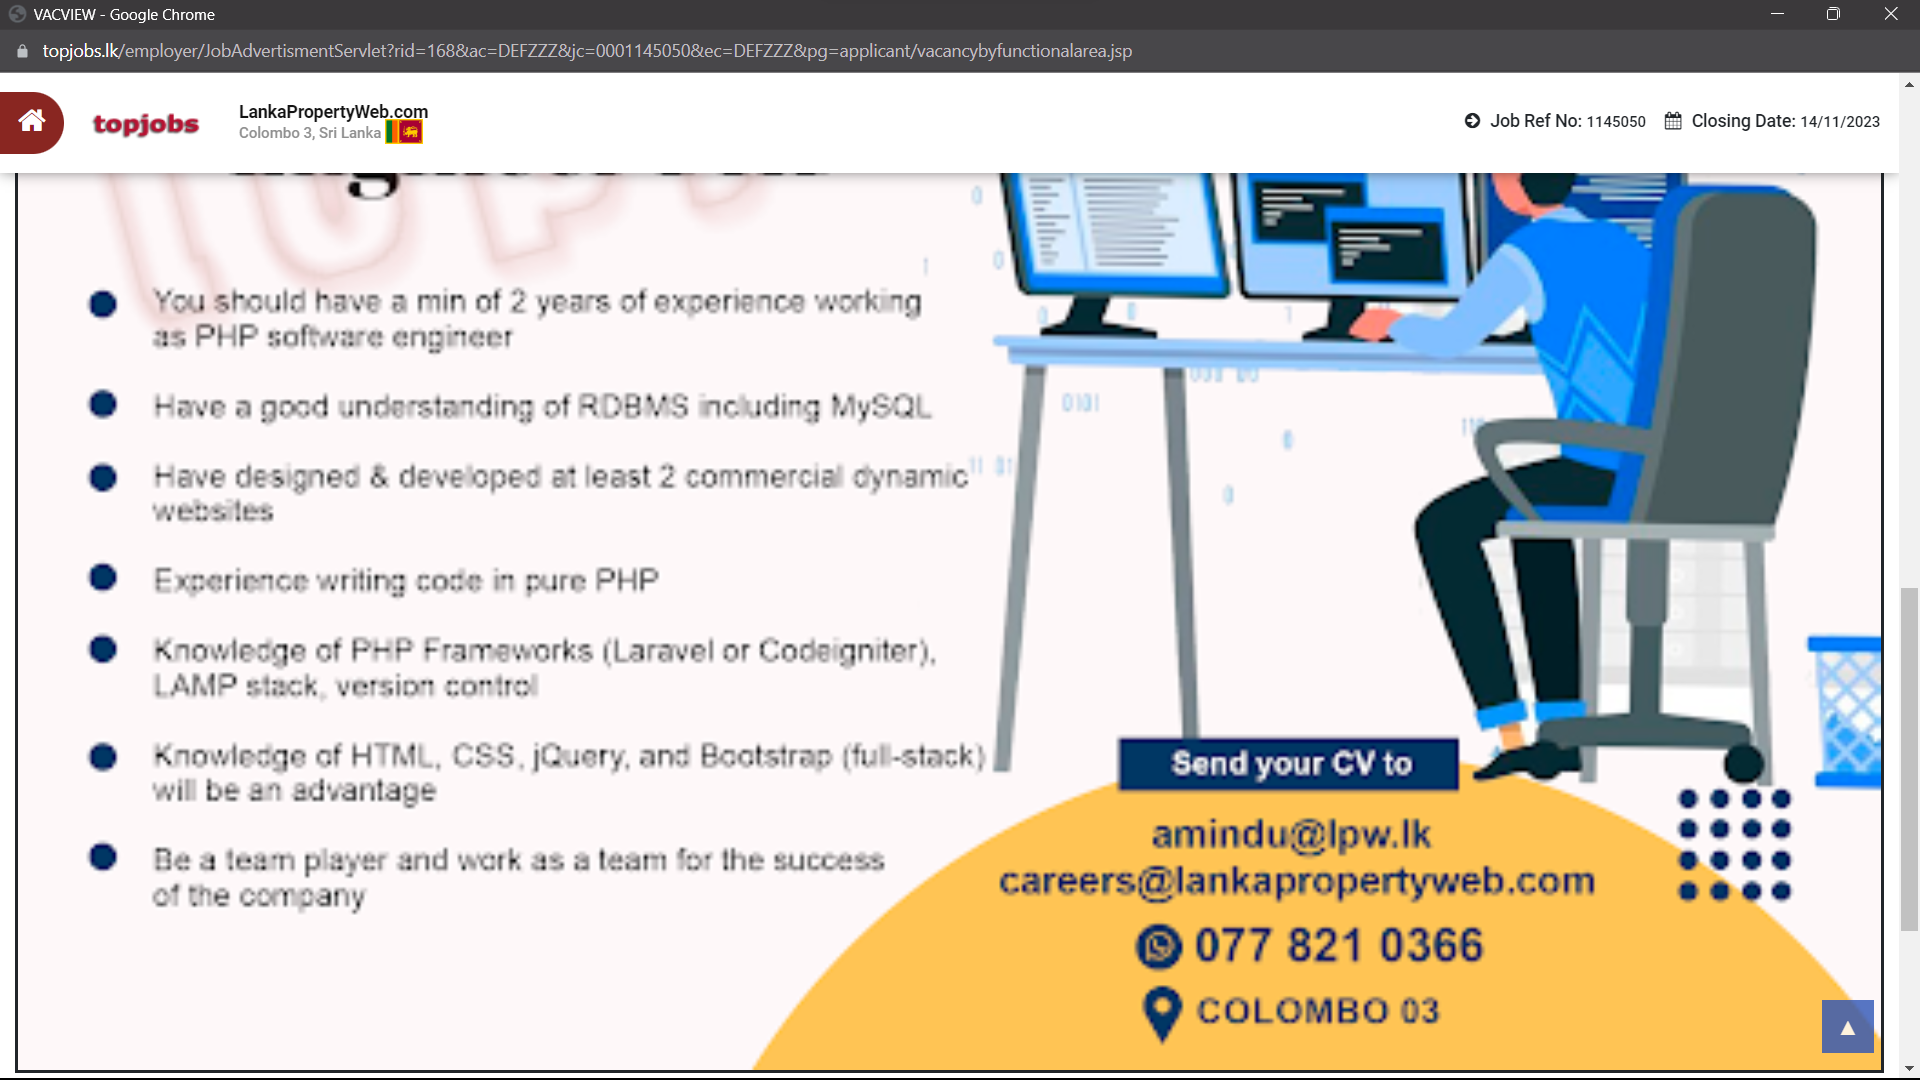 VACVIEW - Google Chrome
topjobs.lk/employer/JobAdvertismentServlet?rid=168&ac=DEFZZZ&jc=0001145050&ec=DEFZZZ&pg=applicant/vacancybyfunctionalarea.jsp
topjobs
LankaPropertyWeb.com
Colombo 3, Sri Lanka
Job Ref No: 1145050
Closing Date: 14/11/2023
You should have a min of 2 years of experience working
as PHP software engineer
Have a good understanding of RDBMS including MySQL
Have designed & developed at least 2 commercial dynamic
websites
Experience writing code in pure PHP
Knowledge of PHP Frameworks (Laravel or Codeigniter),
LAMP stack, version control
Knowledge of HTML, CSS, jQuery, and Bootstrap (full-stack)
will be an advantage
Be a team player and work as a team for the success
of the company
Send your CV to
amindu@lpw.lk
careers@lankapropertyweb.com
077 821 0366
COLOMBO 03